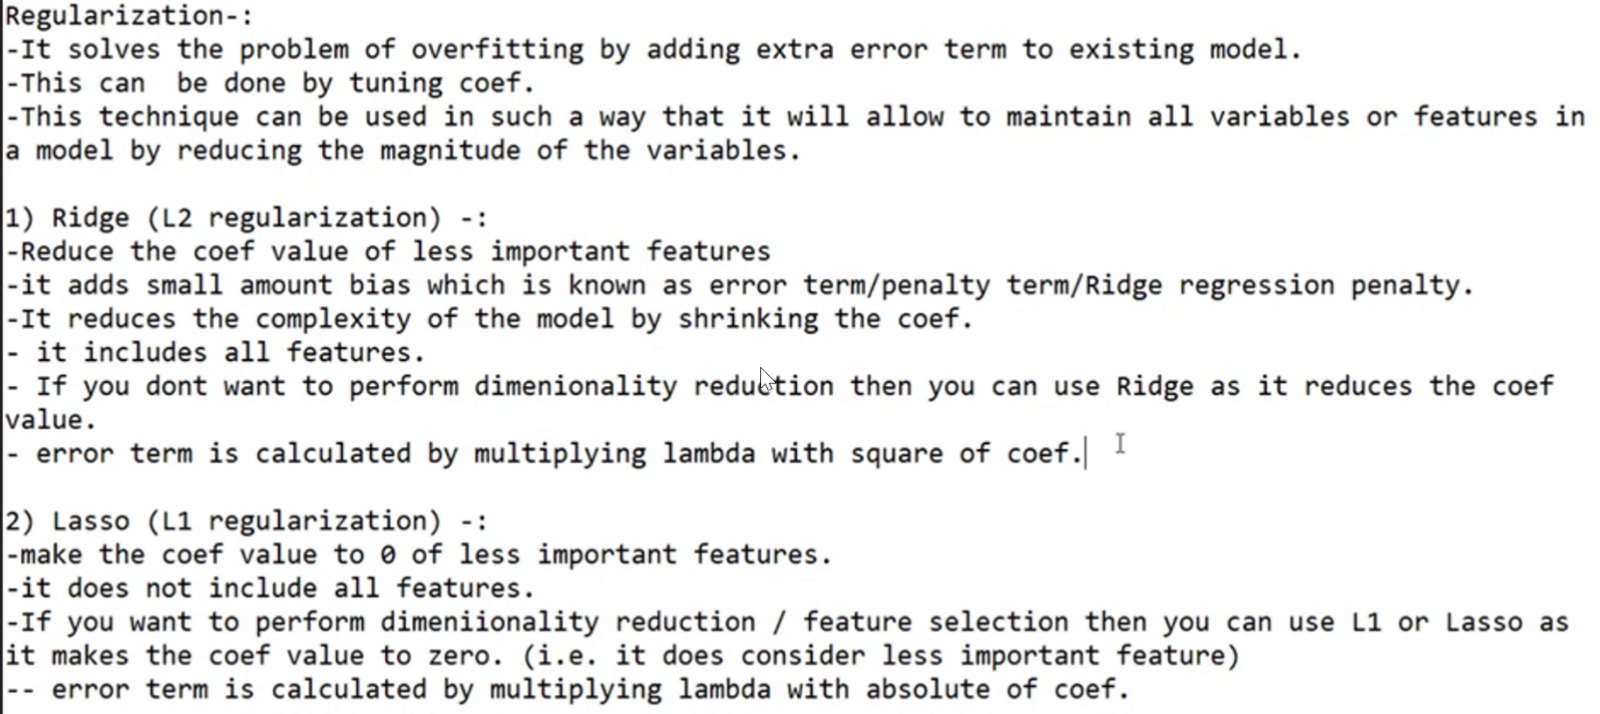 Regularization-:
-It solves the problem of overfitting by adding extra error term to existing model.
-This can  be done by tuning coef.
-This technique can be used in such a way that it will allow to maintain all variables or features in
a model by reducing the magnitude of the variables.

1) Ridge (L2 regularization) -:
-Reduce the coef value of less important features
-it adds small amount bias which is known as error term/penalty term/Ridge regression penalty.
-It reduces the complexity of the model by shrinking the coef.
- it includes all features.
- If you dont want to perform dimenionality reduction then you can use Ridge as it reduces the coef
value.
- error term is calculated by multiplying lambda with square of coef.

2) Lasso (L1 regularization) -:
-make the coef value to 0 of less important features.
-it does not include all features.
-If you want to perform dimeniionality reduction / feature selection then you can use L1 or Lasso as
it makes the coef value to zero. (i.e. it does consider less important feature)
-- error term is calculated by multiplying lambda with absolute of coef.